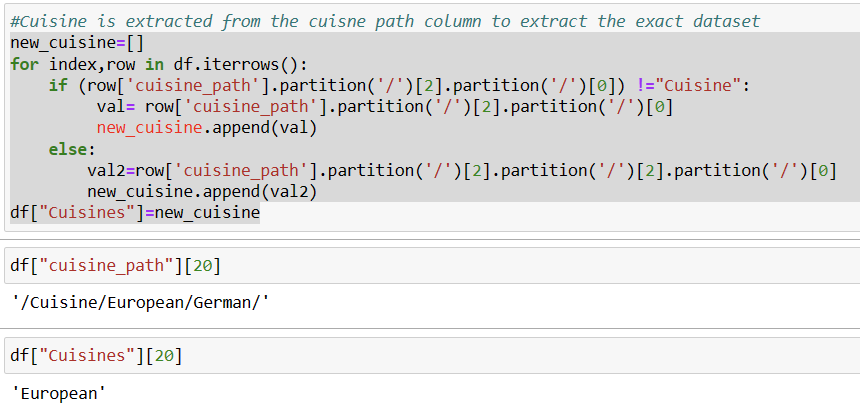 #Cuisine is extracted from the cuisne path column to extract the exact dataset
new_cuisine=[]
for index,row in df.iterrows():
    if (row['cuisine_path'].partition('/')[2].partition('/')[0]) !="Cuisine":
        val= row['cuisine_path'].partition('/')[2].partition('/')[0]
        new_cuisine.append(val)
    else:
       val2=row['cuisine_path'].partition('/')[2].partition('/')[2].partition('/')[0]
       new_cuisine.append(val2)
df["Cuisines"]=new_cuisine
df["cuisine_path"][20]
'/Cuisine/European/German/'
df["Cuisines"][20]
'European'